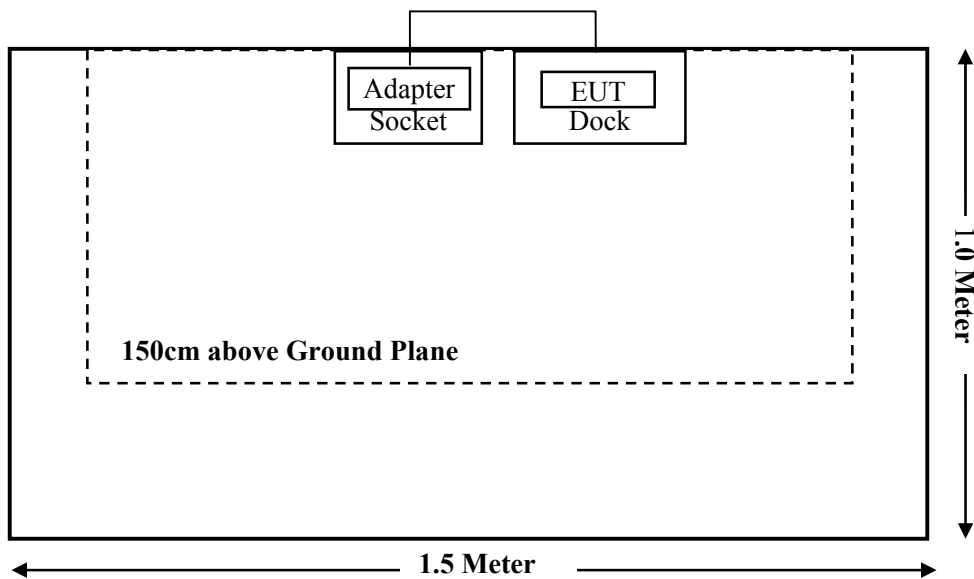 Adapter
Socket
EUT
Dock
150cm above Ground Plane
1.0 Meter
1.5 Meter